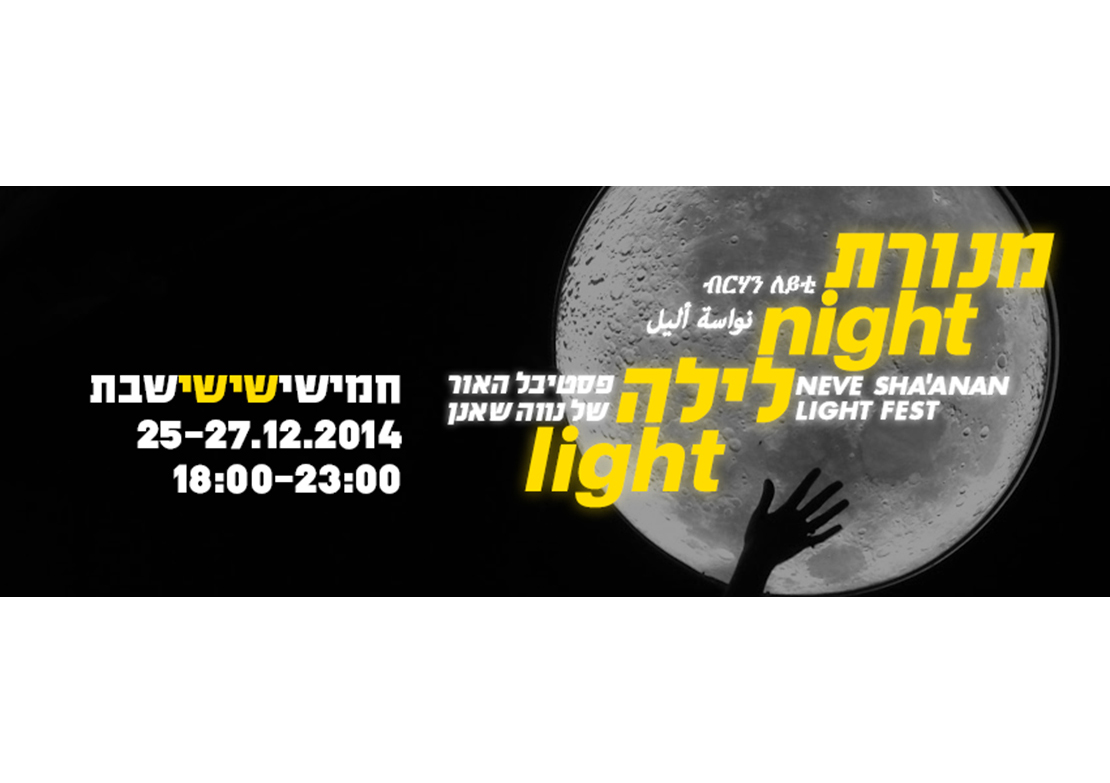 מנורת
ብርሃን ለይቲ
night
نواسة أليل
לילה
פסטיבל האור
של נווה שאנן
NEVE SHA'ANAN
LIGHT FEST
light
חמישישישישבת
25-27.12.2014
18:00-23:00